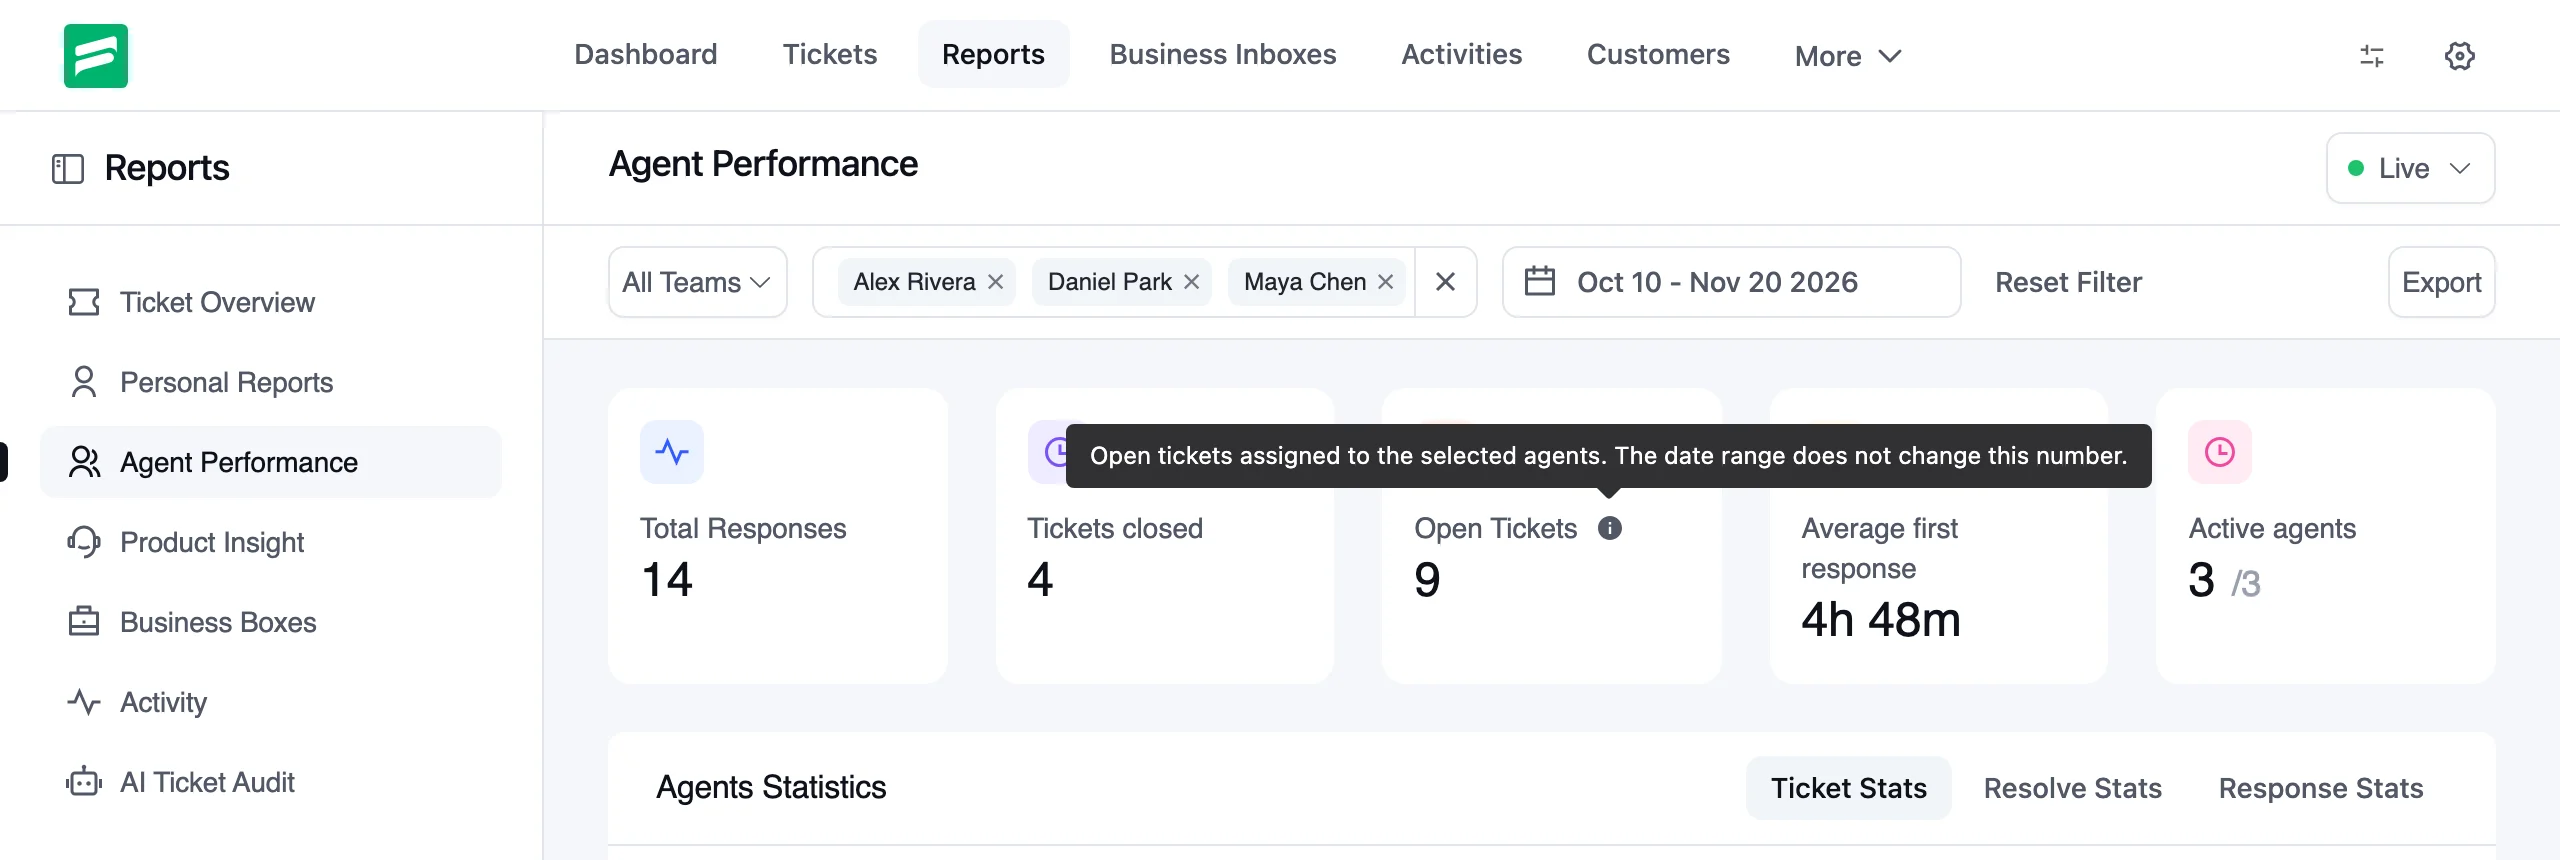 Dashboard
Tickets
Reports
Business Inboxes
Activities
Customers
More
Reports
Ticket Overview
Personal Reports
Agent Performance
Product Insight
Business Boxes
Activity
AI Ticket Audit
Agent Performance
Live
All Teams
Alex Rivera
Daniel Park
Maya Chen
Oct 10 - Nov 20 2026
Reset Filter
Export
Open tickets assigned to the selected agents. The date range does not change this number.
Total Responses
14
Tickets closed
4
Open Tickets
9
Average first
response
4h 48m
Active agents
3 /3
Agents Statistics
Ticket Stats
Resolve Stats
Response Stats